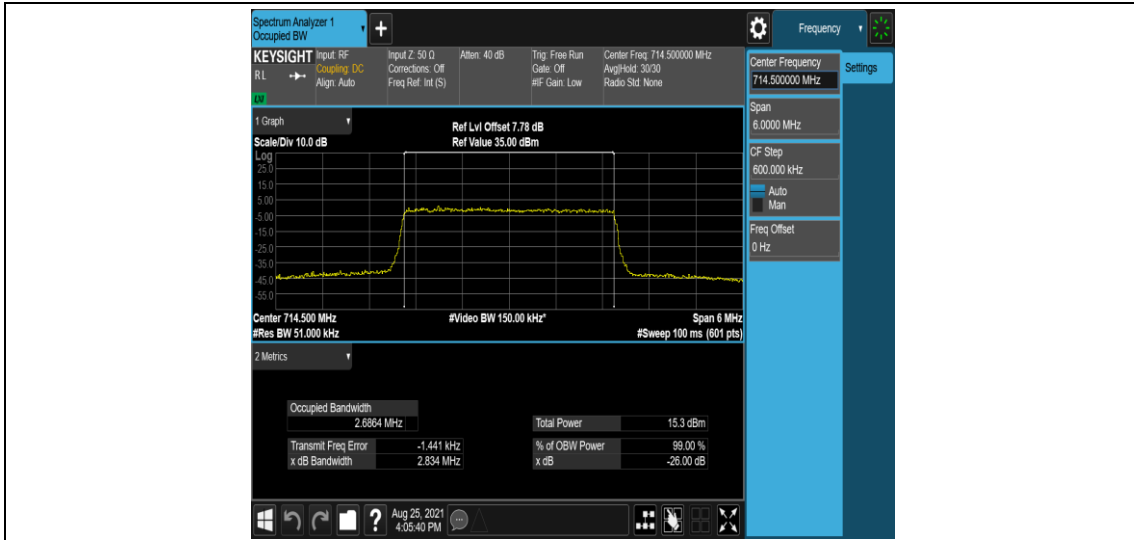 Spectrum Analyzer 1
Occupied BW
Frequency
KEYSIGHT
Input: RF
Input Z: 50 Ω
Atten: 40 dB
Trig: Free Run
Center Freq: 714.500000 MHz
RL
Coupling: DC
Corrections: Off
Gate: Off
Avg|Hold: 30/30
Align: Auto
Freq Ref: Int (S)
#IF Gain: Low
Radio Std: None
Center Frequency
714.500000 MHz
Settings
Span
6.0000 MHz
CF Step
600.000 kHz
Auto
Man
Freq Offset
0 Hz
1 Graph
Ref Lvl Offset 7.78 dB
Scale/Div 10.0 dB
Ref Value 35.00 dBm
Log
25.0
15.0
5.00
-5.00
-15.0
-25.0
-35.0
-45.0
-55.0
Center 714.500 MHz
#Video BW 150.00 kHz*
Span 6 MHz
#Res BW 51.000 kHz
#Sweep 100 ms (601 pts)
2 Metrics
Occupied Bandwidth
2.6864 MHz
Total Power
15.3 dBm
Transmit Freq Error
-1.441 kHz
% of OBW Power
99.00 %
x dB Bandwidth
2.834 MHz
x dB
-26.00 dB
?
Aug 25, 2021
4:05:40 PM